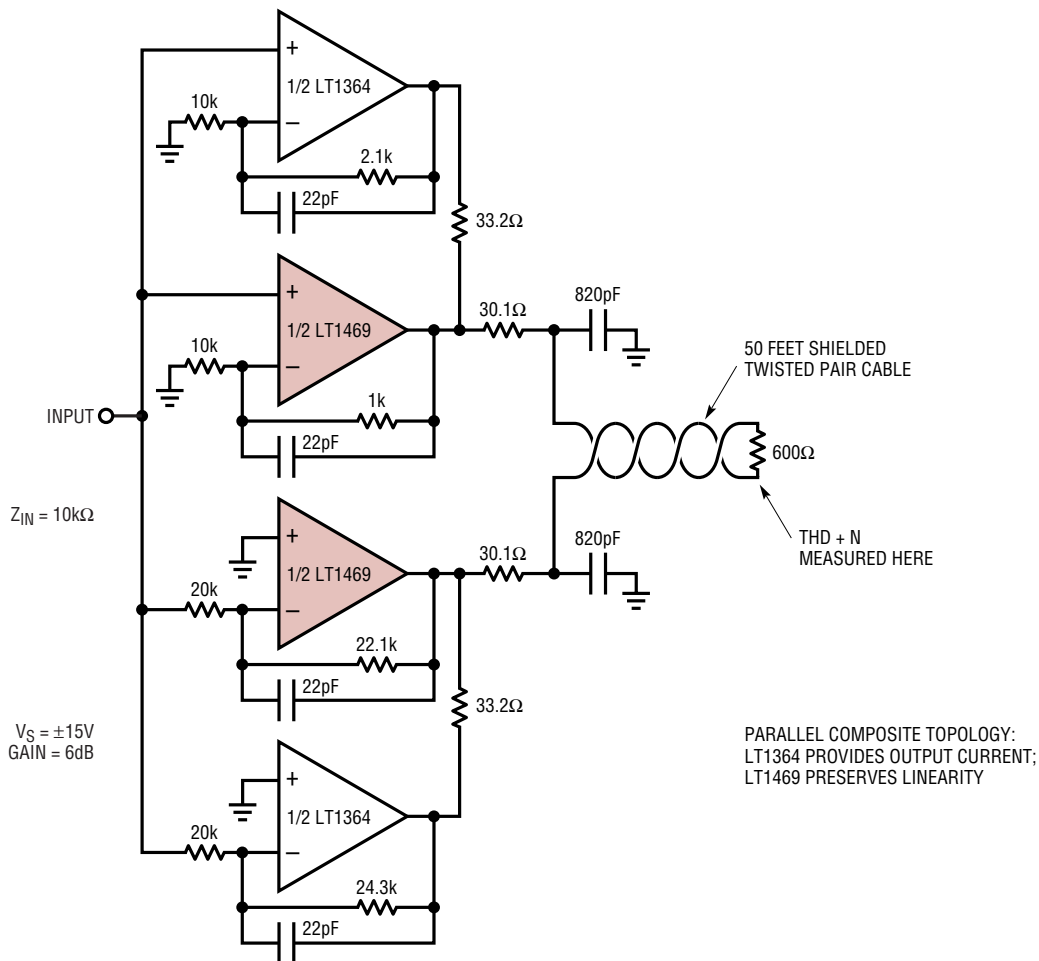 +
1/2 LT1364
−
10k
2.1k
22pF
33.2Ω
+
1/2 LT1469
−
10k
1k
22pF
30.1Ω
820pF
50 FEET SHIELDED
TWISTED PAIR CABLE
600Ω
INPUT
ZIN = 10kΩ
+
1/2 LT1469
−
20k
22.1k
22pF
30.1Ω
820pF
THD + N
MEASURED HERE
33.2Ω
VS = ±15V
GAIN = 6dB
+
1/2 LT1364
−
20k
24.3k
22pF
PARALLEL COMPOSITE TOPOLOGY:
LT1364 PROVIDES OUTPUT CURRENT;
LT1469 PRESERVES LINEARITY